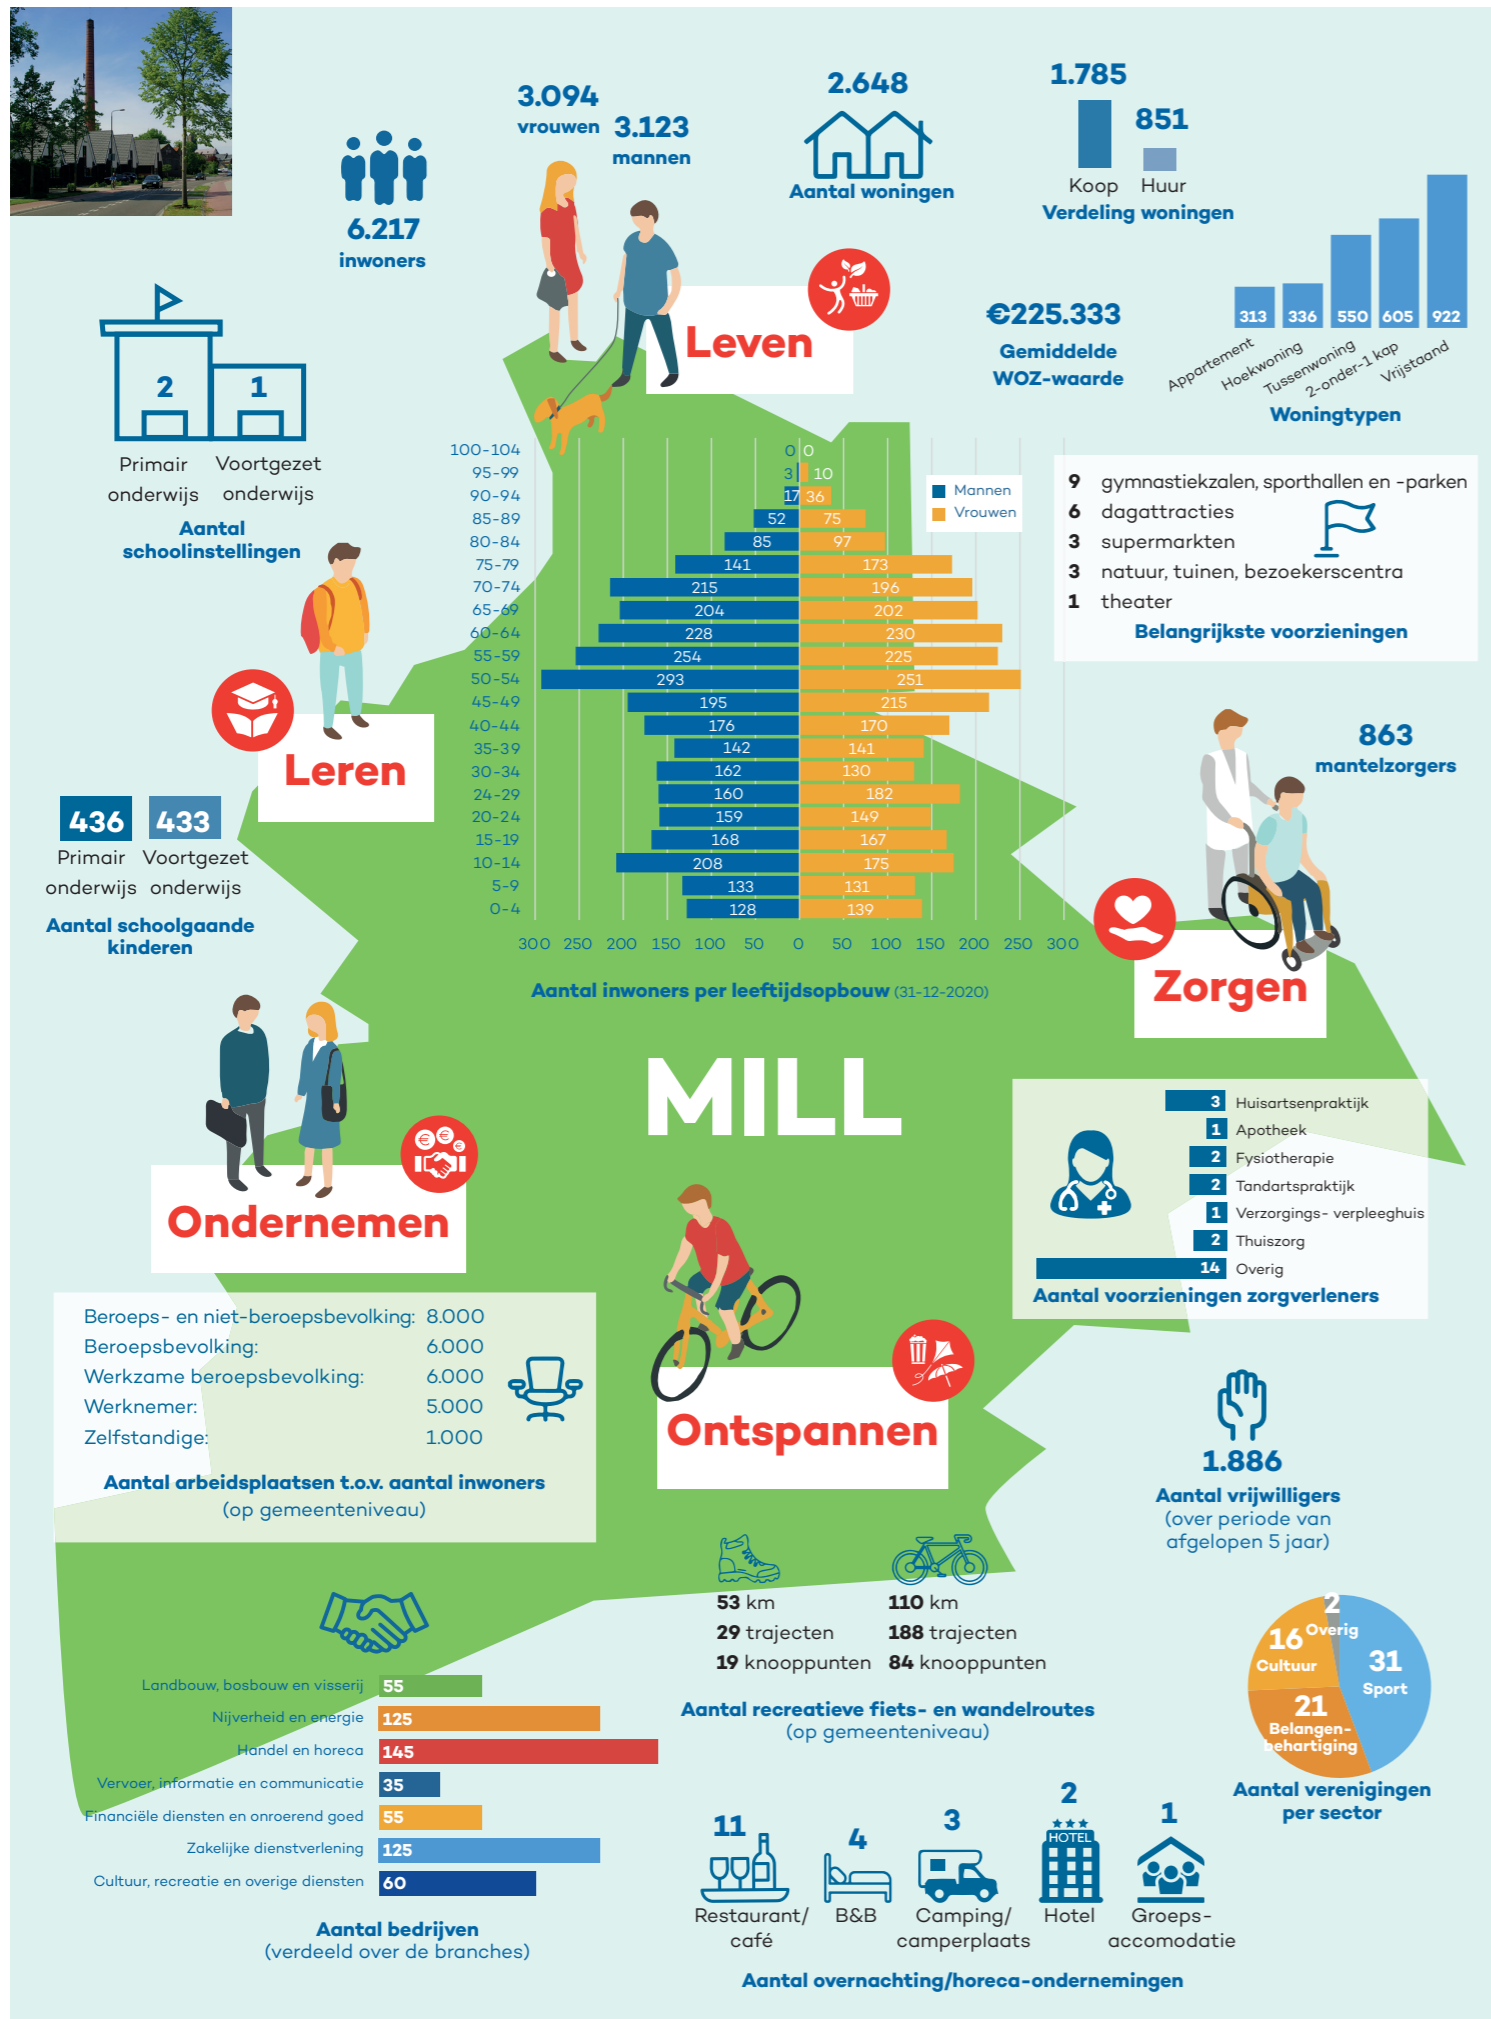 3.094
vrouwen
3.123
mannen
6.217
inwoners
2.648
Aantal woningen
1.785
851
Koop Huur
Verdeling woningen
€225.333
Gemiddelde
WOZ-waarde
313 336 550 605 922
Appartement
Hoekwoning
Tussenwoning
2-onder-1 kap
Vrijstaand
Woningtypen
Leven
2 1
Primair Voortgezet
onderwijs onderwijs
Aantal
schoolinstellingen
100-104 0 0
95-99 3 10
90-94 17 36
85-89 52 75
80-84 85 97
75-79 141 173
70-74 215 196
65-69 204 202
60-64 228 230
55-59 254 225
50-54 293 251
45-49 195 215
40-44 176 170
35-39 142 141
30-34 162 130
24-29 160 182
20-24 159 149
15-19 168 167
10-14 208 175
5-9 133 131
0-4 128 139
300 250 200 150 100 50 0 50 100 150 200 250 300
Aantal inwoners per leeftijdsopbouw (31-12-2020)
Mannen
Vrouwen
9 gymnastiekzalen, sporthallen en -parken
6 dagattracties
3 supermarkten
3 natuur, tuinen, bezoekerscentra
1 theater
Belangrijkste voorzieningen
Leren
436 433
Primair Voortgezet
onderwijs onderwijs
Aantal schoolgaande
kinderen
863
mantelzorgers
Zorgen
MILL
3 Huisartsenpraktijk
1 Apotheek
2 Fysiotherapie
2 Tandartspraktijk
1 Verzorgings- verpleeghuis
2 Thuiszorg
14 Overig
Aantal voorzieningen zorgverleners
€ € €
Ondernemen
Beroeps- en niet-beroepsbevolking: 8.000
Beroepsbevolking: 6.000
Werkzame beroepsbevolking: 6.000
Werknemer: 5.000
Zelfstandige: 1.000
Aantal arbeidsplaatsen t.o.v. aantal inwoners
(op gemeenteniveau)
Ontspannen
1.886
Aantal vrijwilligers
(over periode van
afgelopen 5 jaar)
53 km
29 trajecten
19 knooppunten
110 km
188 trajecten
84 knooppunten
Aantal recreatieve fiets- en wandelroutes
(op gemeenteniveau)
2
Overig
16
Cultuur
31
Sport
21
Belangen-
behartiging
Aantal verenigingen
per sector
Landbouw, bosbouw en visserij 55
Nijverheid en energie 125
Handel en horeca 145
Vervoer, informatie en communicatie 35
Financiële diensten en onroerend goed 55
Zakelijke dienstverlening 125
Cultuur, recreatie en overige diensten 60
Aantal bedrijven
(verdeeld over de branches)
11 4 3 2 1
HOTEL
Restaurant/
café
B&B
Camping/
camperplaats
Hotel
Groeps-
accomodatie
Aantal overnachting/horeca-ondernemingen